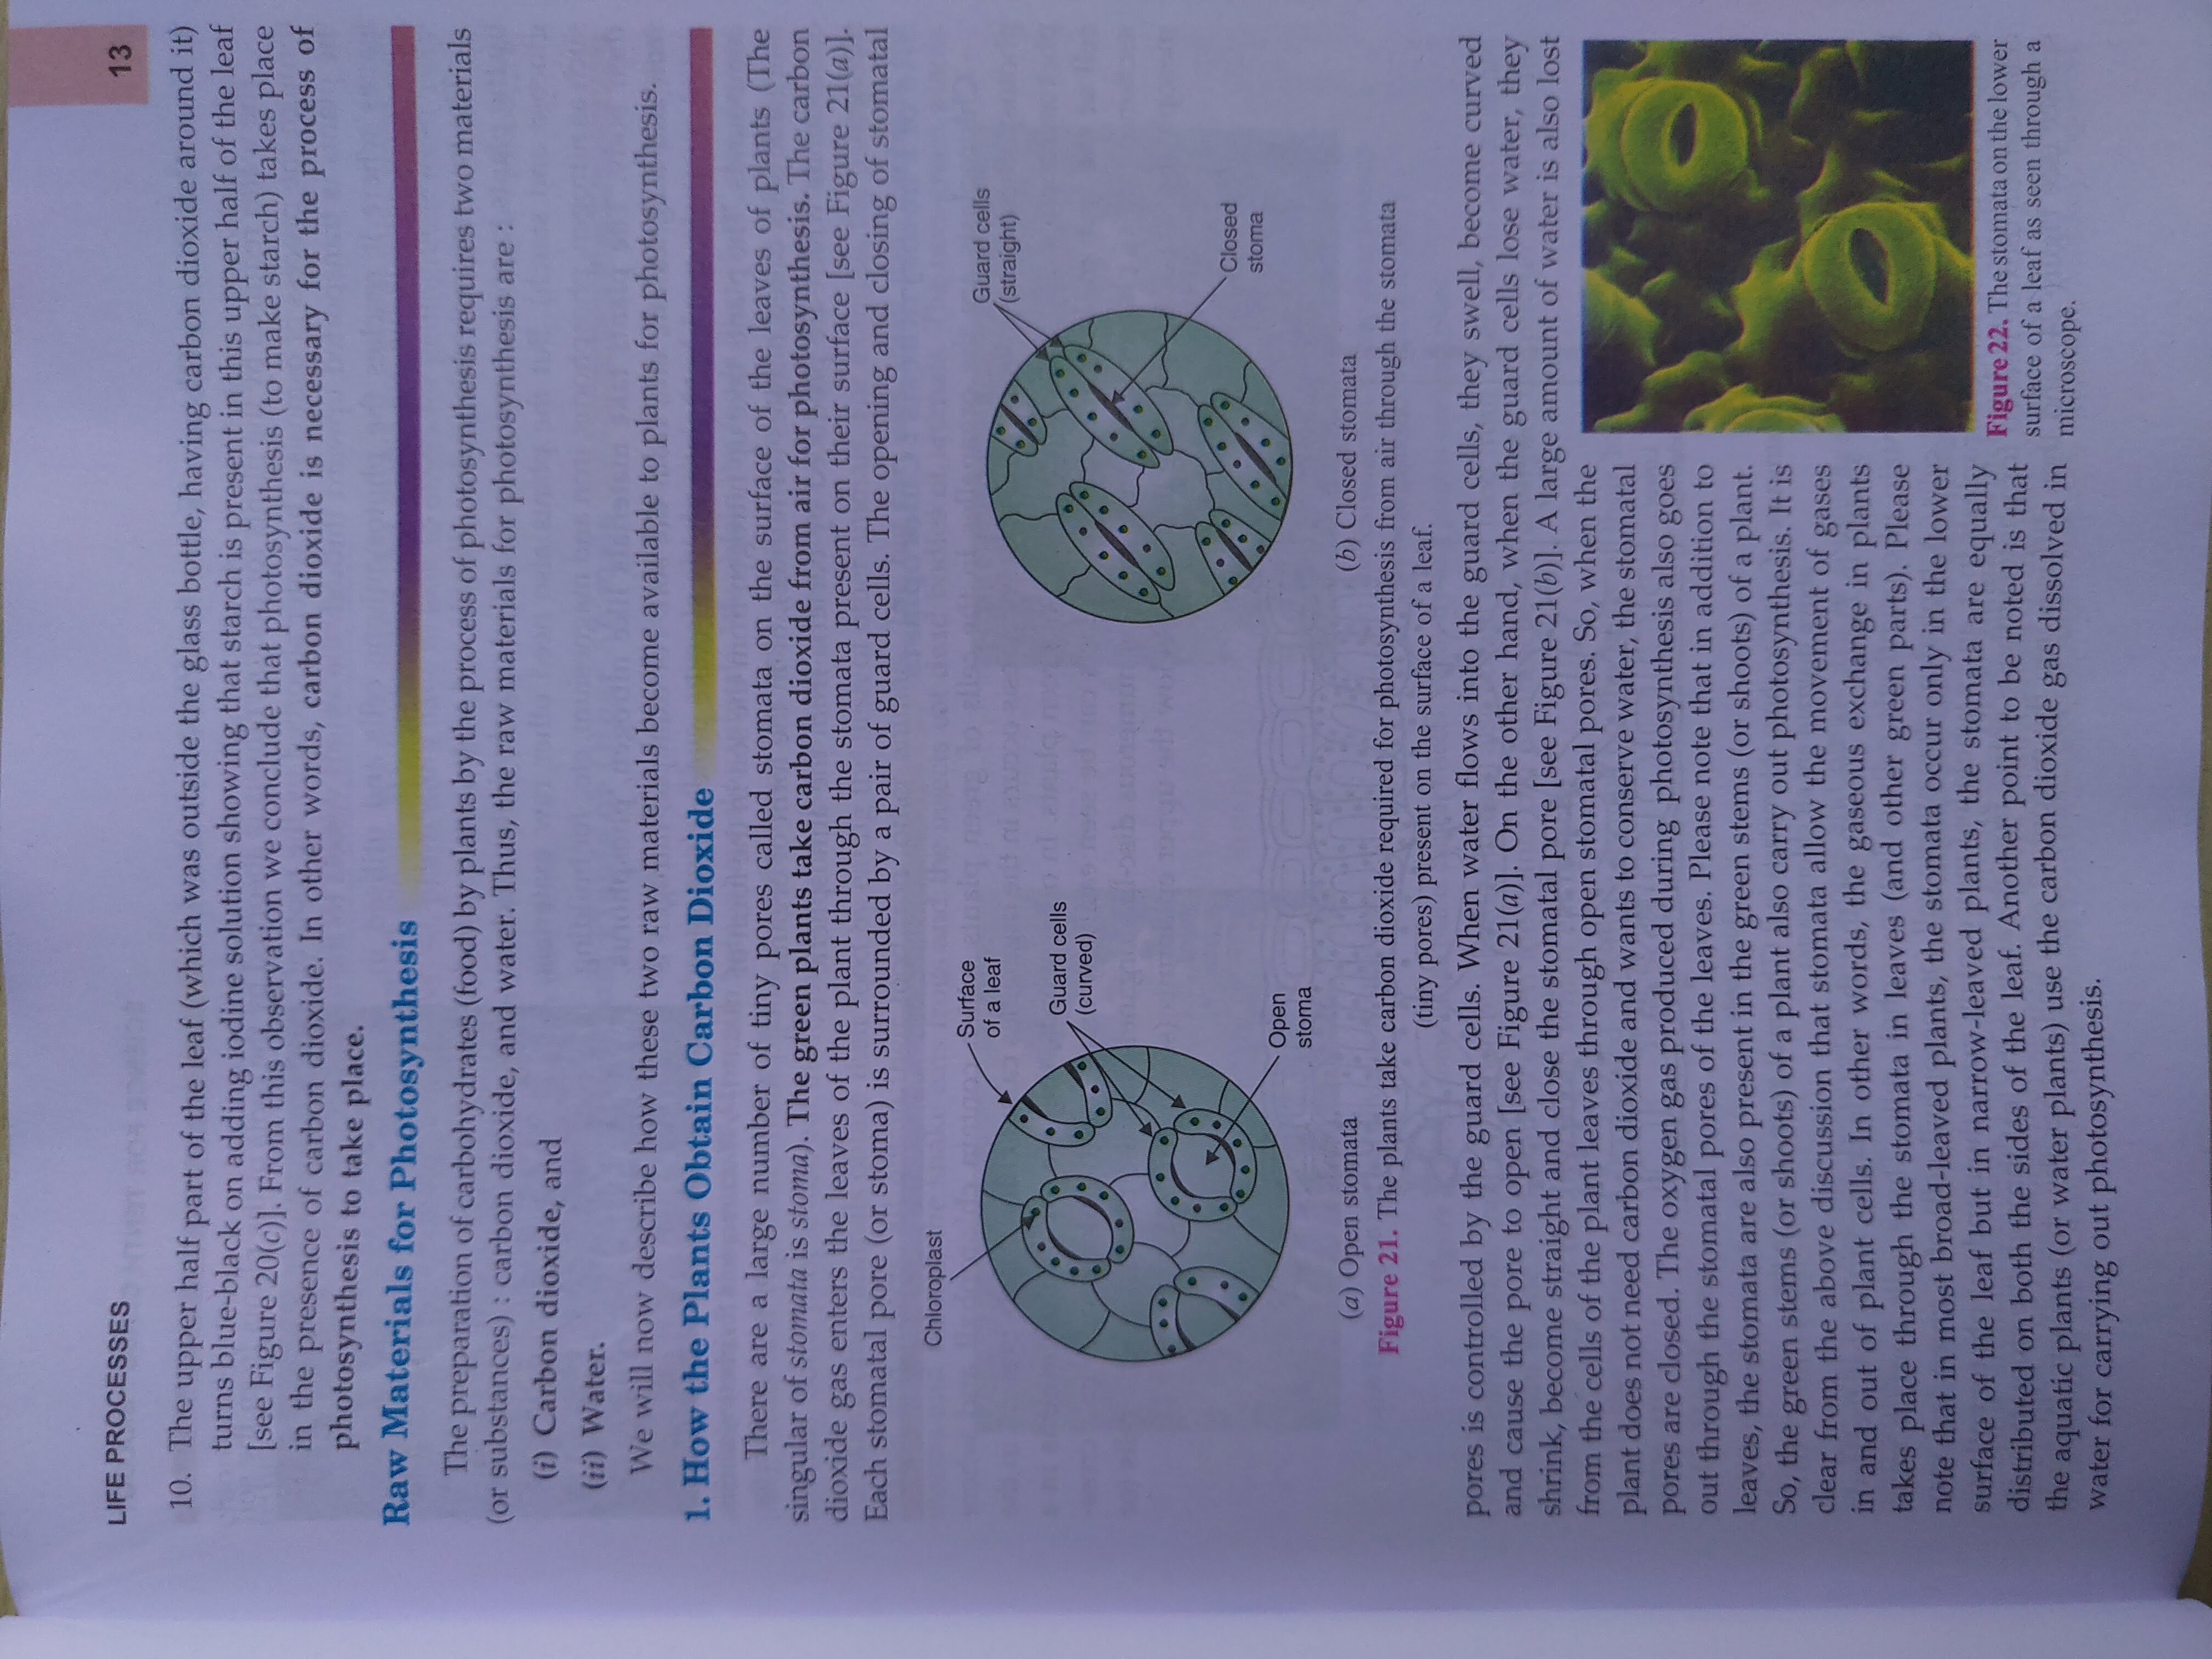 LIFE PROCESSES
13
10. The upper half part of the leaf (which was outside the glass bottle, having carbon dioxide around it)
turns blue-black on adding iodine solution showing that starch is present in this upper half of the leaf
[see Figure 20(c)]. From this observation we conclude that photosynthesis (to make starch) takes place
in the presence of carbon dioxide. In other words, carbon dioxide is necessary for the process of
photosynthesis to take place.
Raw Materials for Photosynthesis
The preparation of carbohydrates (food) by plants by the process of photosynthesis requires two materials
(or substances) : carbon dioxide, and water. Thus, the raw materials for photosynthesis are :
(i) Carbon dioxide, and
(ii) Water.
We will now describe how these two raw materials become available to plants for photosynthesis.
1. How the Plants Obtain Carbon Dioxide
There are a large number of tiny pores called stomata on the surface of the leaves of plants (The
singular of stomata is stoma). The green plants take carbon dioxide from air for photosynthesis. The carbon
dioxide gas enters the leaves of the plant through the stomata present on their surface [see Figure 21(a)].
Each stomatal pore (or stoma) is surrounded by a pair of guard cells. The opening and closing of stomatal
Chloroplast
Surface
of a leaf
Guard cells
(curved)
Open
stoma
(a) Open stomata
Guard cells
(straight)
Closed
stoma
(b) Closed stomata
Figure 21. The plants take carbon dioxide required for photosynthesis from air through the stomata
(tiny pores) present on the surface of a leaf.
pores is controlled by the guard cells. When water flows into the guard cells, they swell, become curved
and cause the pore to open [see Figure 21(a)]. On the other hand, when the guard cells lose water, they
shrink, become straight and close the stomatal pore [see Figure 21(b)]. A large amount of water is also lost
from the cells of the plant leaves through open stomatal pores. So, when the
plant does not need carbon dioxide and wants to conserve water, the stomatal
pores are closed. The oxygen gas produced during photosynthesis also goes
out through the stomatal pores of the leaves. Please note that in addition to
leaves, the stomata are also present in the green stems (or shoots) of a plant.
So, the green stems (or shoots) of a plant also carry out photosynthesis. It is
clear from the above discussion that stomata allow the movement of gases
in and out of plant cells. In other words, the gaseous exchange in plants
takes place through the stomata in leaves (and other green parts). Please
note that in most broad-leaved plants, the stomata occur only in the lower
surface of the leaf but in narrow-leaved plants, the stomata are equally
distributed on both the sides of the leaf. Another point to be noted is that
the aquatic plants (or water plants) use the carbon dioxide gas dissolved in
water for carrying out photosynthesis.
Figure 22. The stomata on the lower
surface of a leaf as seen through a
microscope.